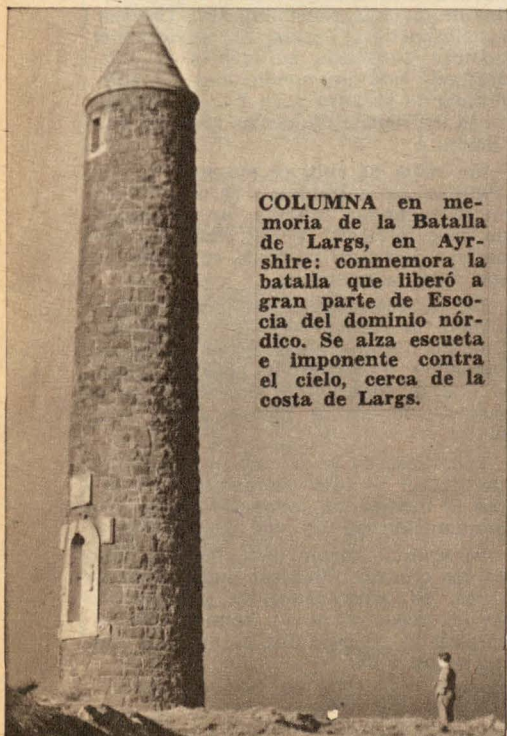 COLUMNA en me-
moria de la Batalla
de Largs, en Ayr-
shire: conmemora la
batalla que liberó a
gran parte de Esco-
cia del dominio nór-
dico. Se alza escueta
e imponente contra
el cielo, cerca de la
costa de Largs.